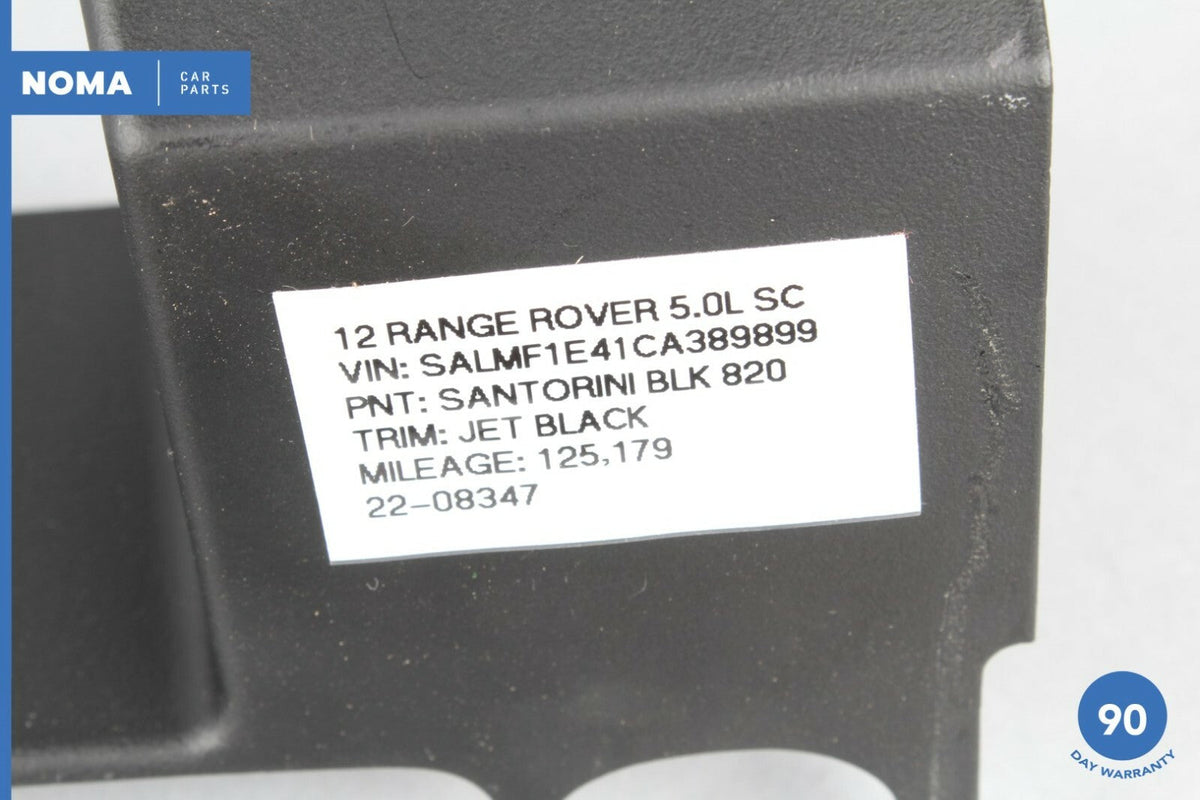 NOMA
CAR
PARTS
12 RANGE ROVER 5.0L SC
VIN: SALMF1E41CA389899
PNT: SANTORINI BLK 820
TRIM: JET BLACK
MILEAGE: 125,179
22-08347
90
DAY WARRANTY